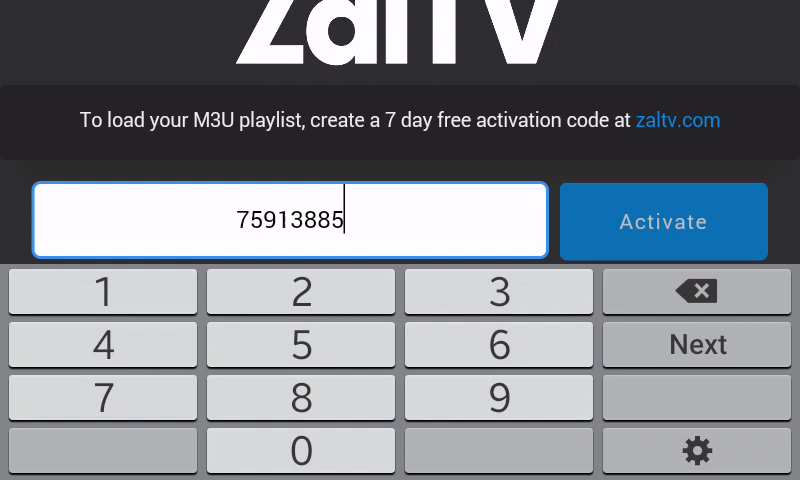 ZalTV
To load your M3U playlist, create a 7 day free activation code at zaltv.com
75913885
Activate
1 2 3
4 5 6 Next
7 8 9
0